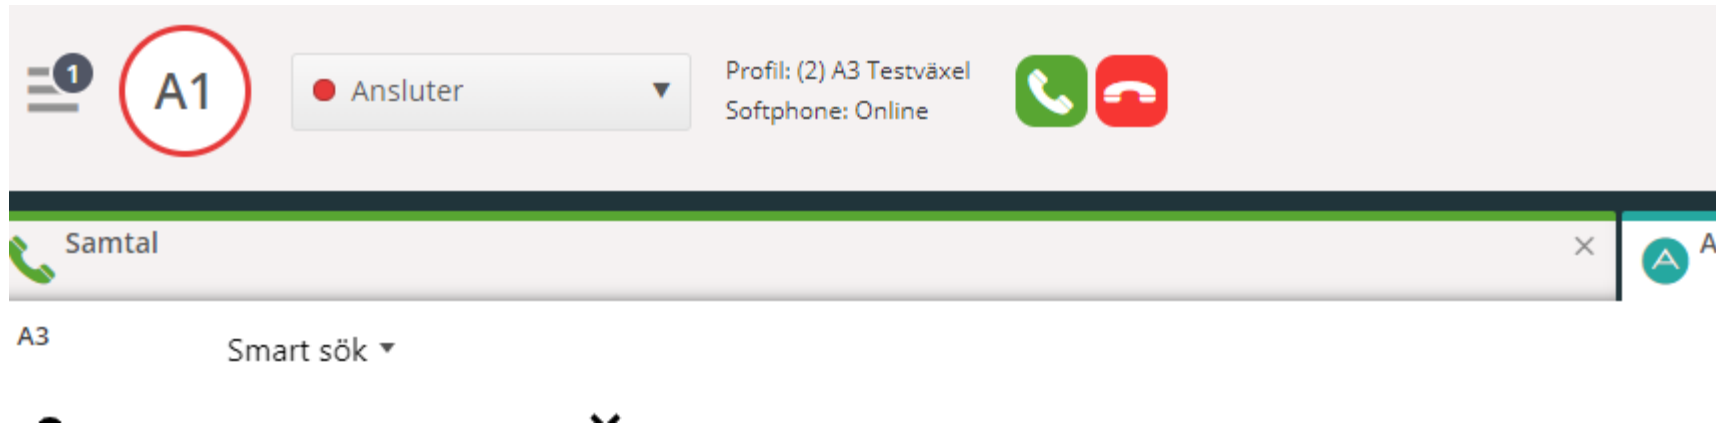 1
A1
Ansluter
Profil: (2) A3 Testväxel
Softphone: Online
Samtal
A
A3
Smart sök